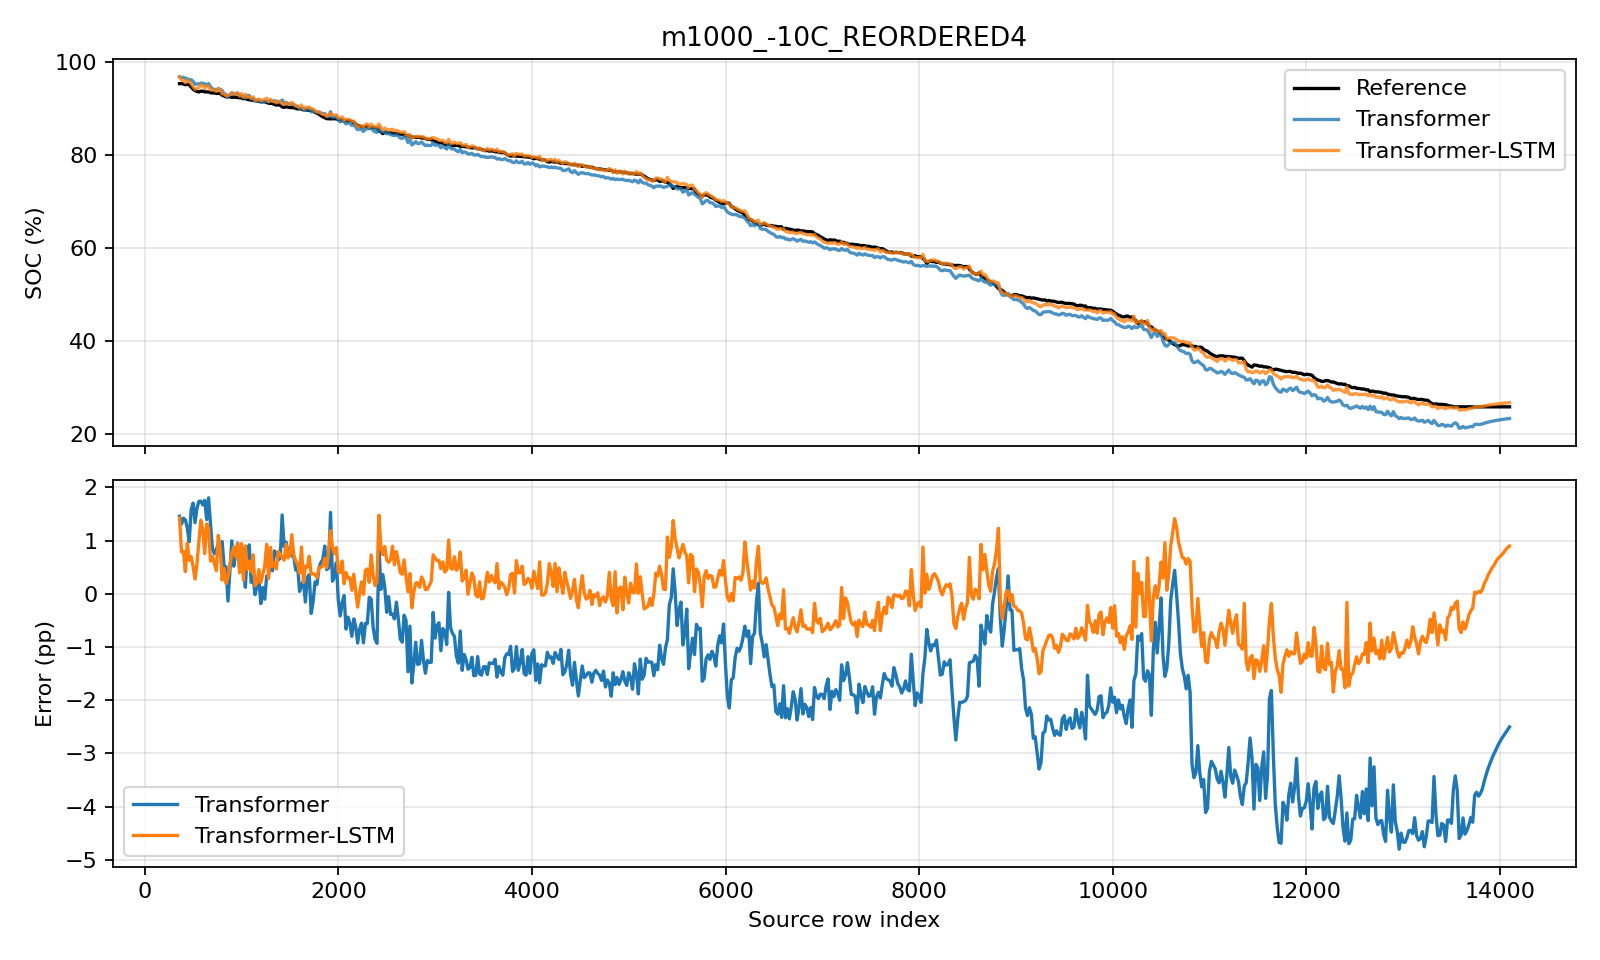 m1000_-10C_REORDERED4
100
80
60
40
20
SOC (%)
Reference
Transformer
Transformer-LSTM
2
1
0
−1
−2
−3
−4
−5
Error (pp)
Transformer
Transformer-LSTM
0
2000
4000
6000
8000
10000
12000
14000
Source row index